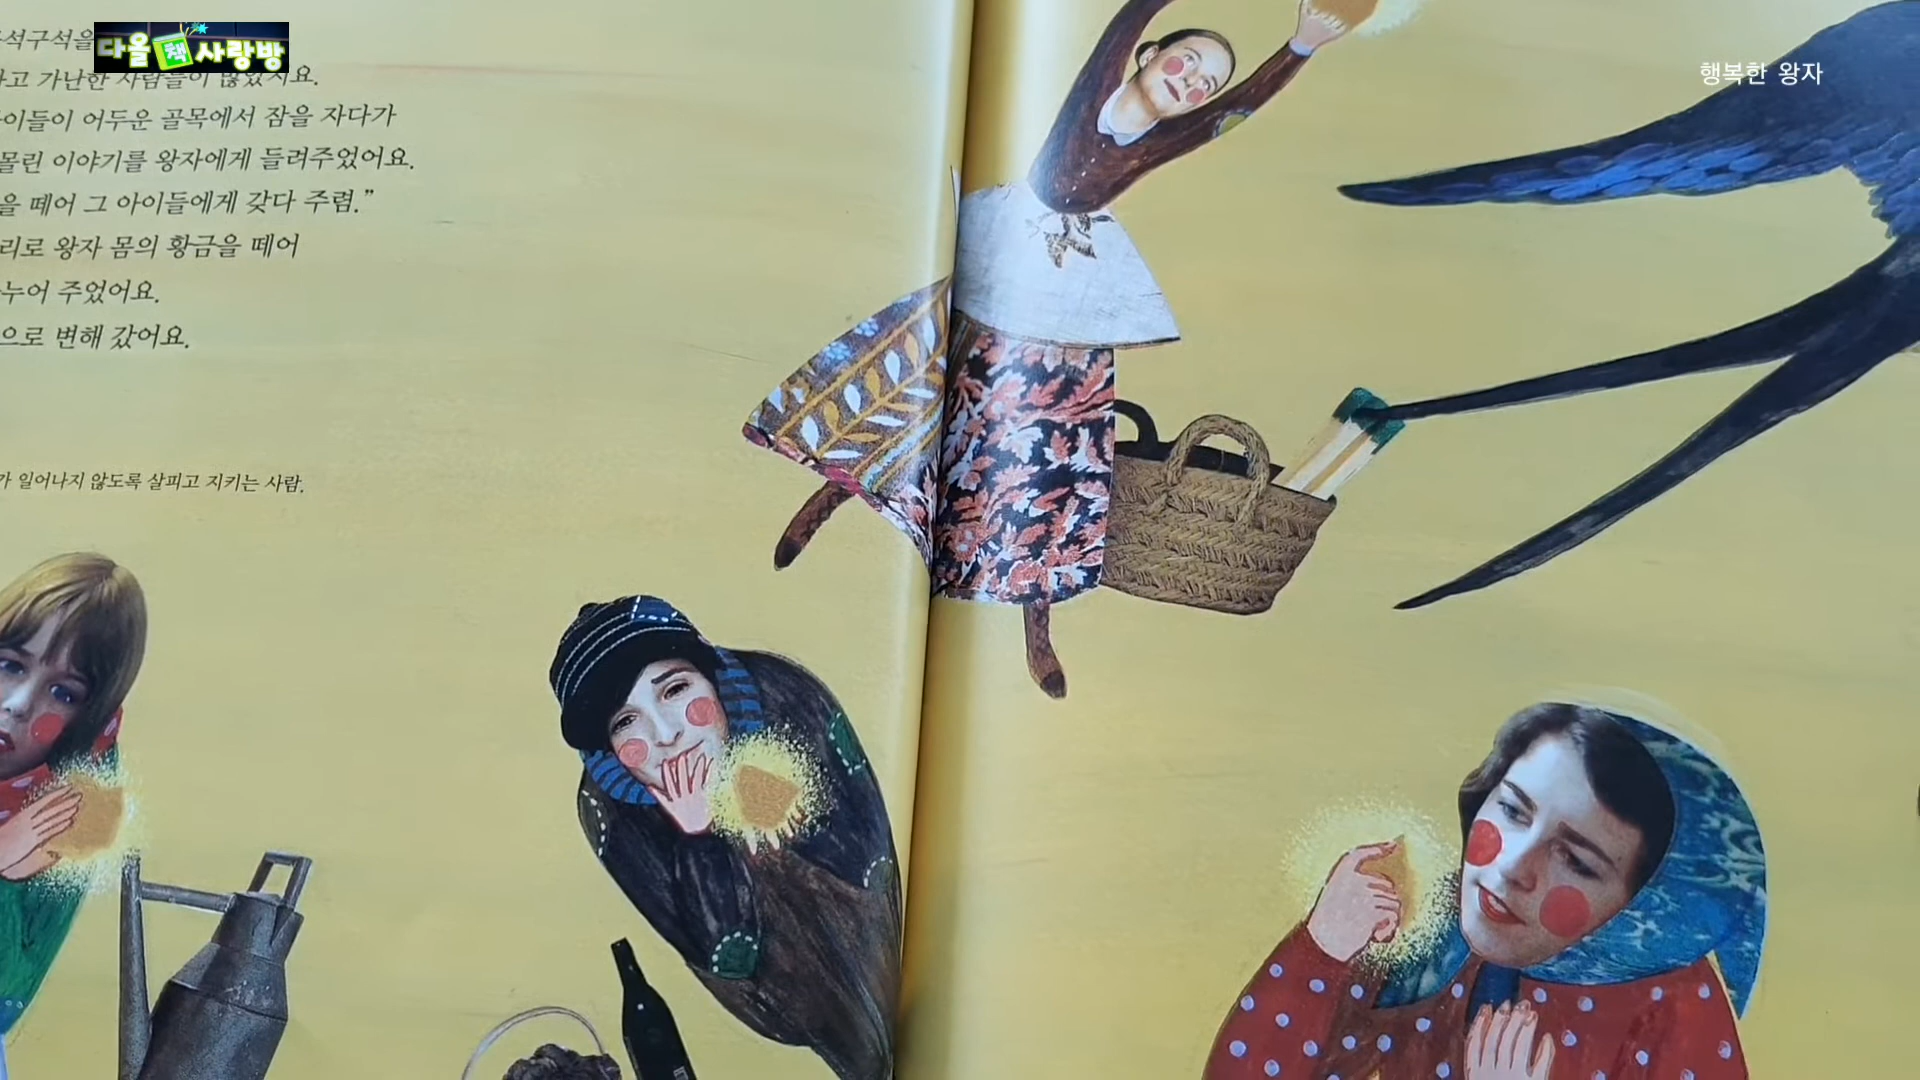 다올 책 사랑방
행복한 왕자
석구석을
고 가난한 사람들이 많았지요.
이들이 어두운 골목에서 잠을 자다가
몰린 이야기를 왕자에게 들려주었어요.
을 떼어 그 아이들에게 갖다 주렴.”
리로 왕자 몸의 황금을 떼어
누어 주었어요.
으로 변해 갔어요.
가 일어나지 않도록 살피고 지키는 사람.